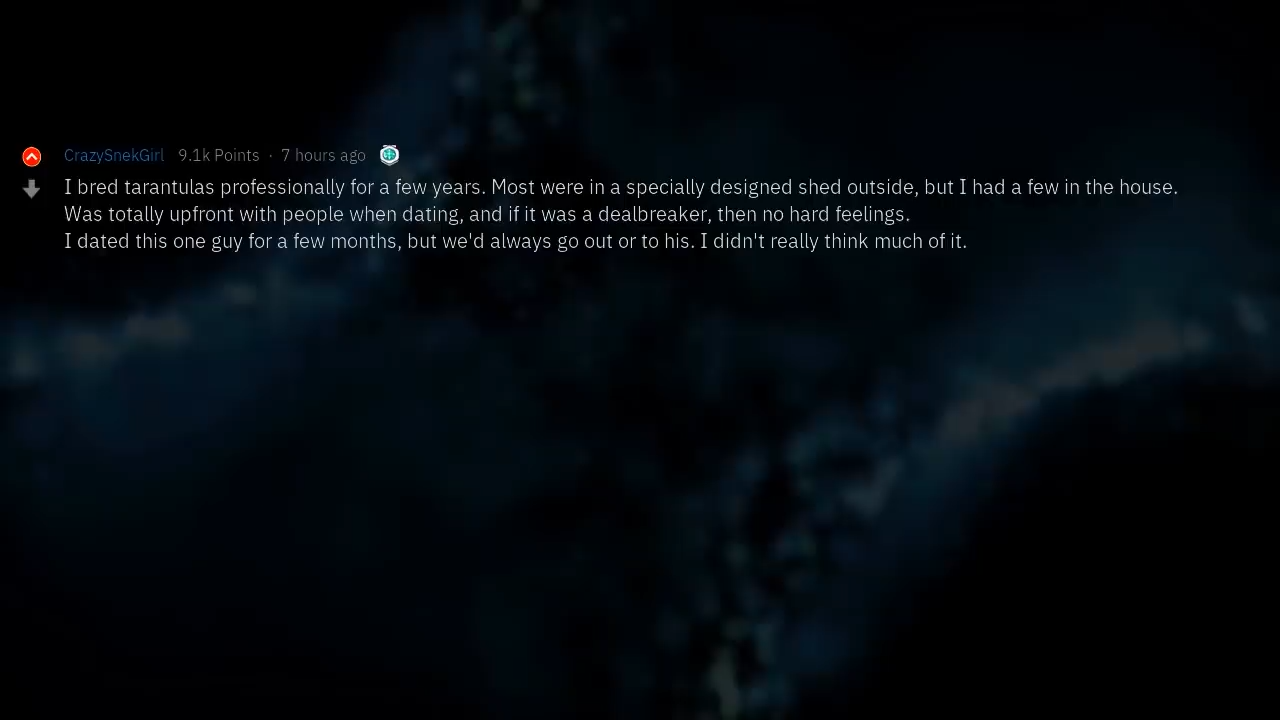 CrazySnekGirl 9.1k Points · 7 hours ago
I bred tarantulas professionally for a few years. Most were in a specially designed shed outside, but I had a few in the house.
Was totally upfront with people when dating, and if it was a dealbreaker, then no hard feelings.
I dated this one guy for a few months, but we'd always go out or to his. I didn't really think much of it.